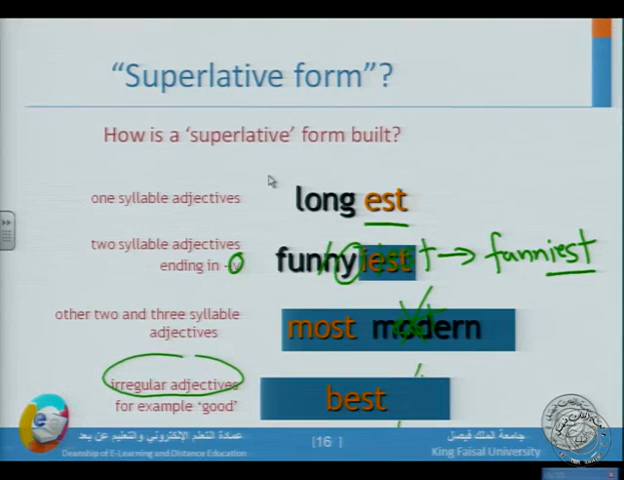 “Superlative form”?
How is a ‘superlative’ form built?
one syllable adjectives
long est
two syllable adjectives
ending in -y
funny iest → funniest
other two and three syllable
adjectives
most modern
irregular adjectives
for example ‘good’
best
عمادة التعلم الإلكتروني والتعليم عن بعد
Deanship of E-Learning and Distance Education
[ 16 ]
جامعة الملك فيصل
King Faisal University